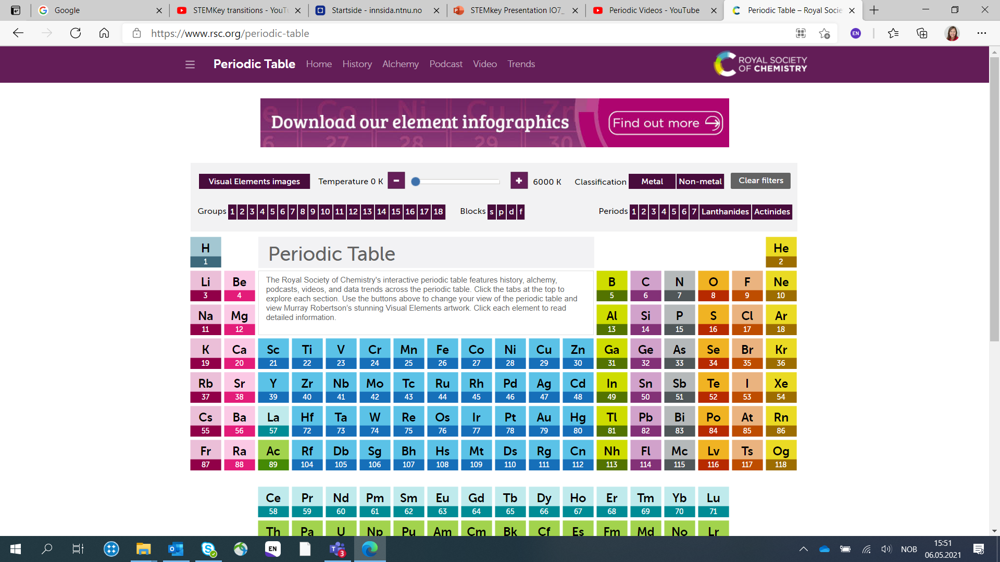 Google
STEMKey transitions - YouTu
Startside - innsida.ntnu.no
STEMkey Presentation IO7_
Periodic Videos - YouTube
Periodic Table – Royal Socie
https://www.rsc.org/periodic-table
EN
Periodic Table Home History Alchemy Podcast Video Trends
ROYAL SOCIETY
OF CHEMISTRY
Download our element infographics
Find out more
Visual Elements images Temperature 0 K - + 6000 K Classification Metal Non-metal Clear filters
Groups 1 2 3 4 5 6 7 8 9 10 11 12 13 14 15 16 17 18 Blocks s p d f Periods 1 2 3 4 5 6 7 Lanthanides Actinides
H He
1 2
Periodic Table
The Royal Society of Chemistry's interactive periodic table features history, alchemy,
podcasts, videos, and data trends across the periodic table. Click the tabs at the top to
explore each section. Use the buttons above to change your view of the periodic table and
view Murray Robertson's stunning Visual Elements artwork. Click each element to read
detailed information.
Li Be B C N O F Ne
3 4 5 6 7 8 9 10
Na Mg Al Si P S Cl Ar
11 12 13 14 15 16 17 18
K Ca Sc Ti V Cr Mn Fe Co Ni Cu Zn Ga Ge As Se Br Kr
19 20 21 22 23 24 25 26 27 28 29 30 31 32 33 34 35 36
Rb Sr Y Zr Nb Mo Tc Ru Rh Pd Ag Cd In Sn Sb Te I Xe
37 38 39 40 41 42 43 44 45 46 47 48 49 50 51 52 53 54
Cs Ba La Hf Ta W Re Os Ir Pt Au Hg Tl Pb Bi Po At Rn
55 56 57 72 73 74 75 76 77 78 79 80 81 82 83 84 85 86
Fr Ra Ac Rf Db Sg Bh Hs Mt Ds Rg Cn Nh Fl Mc Lv Ts Og
87 88 89 104 105 106 107 108 109 110 111 112 113 114 115 116 117 118
Ce Pr Nd Pm Sm Eu Gd Tb Dy Ho Er Tm Yb Lu
58 59 60 61 62 63 64 65 66 67 68 69 70 71
Th Pa U Np Pu Am Cm Bk Cf Es Fm Md No Lr
EN
3
NOB
15:51
06.05.2021